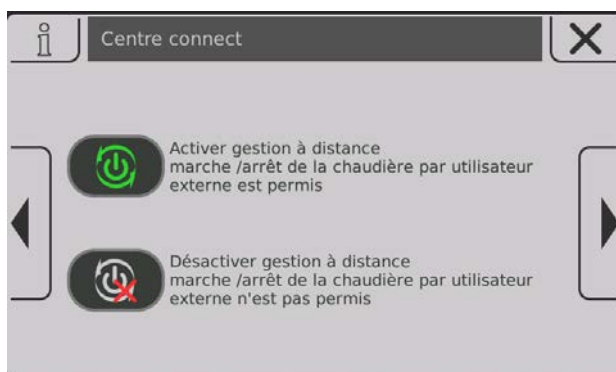 Centre connect
Activer gestion à distance
marche /arrêt de la chaudière par utilisateur
externe est permis
Désactiver gestion à distance
marche /arrêt de la chaudière par utilisateur
externe n'est pas permis